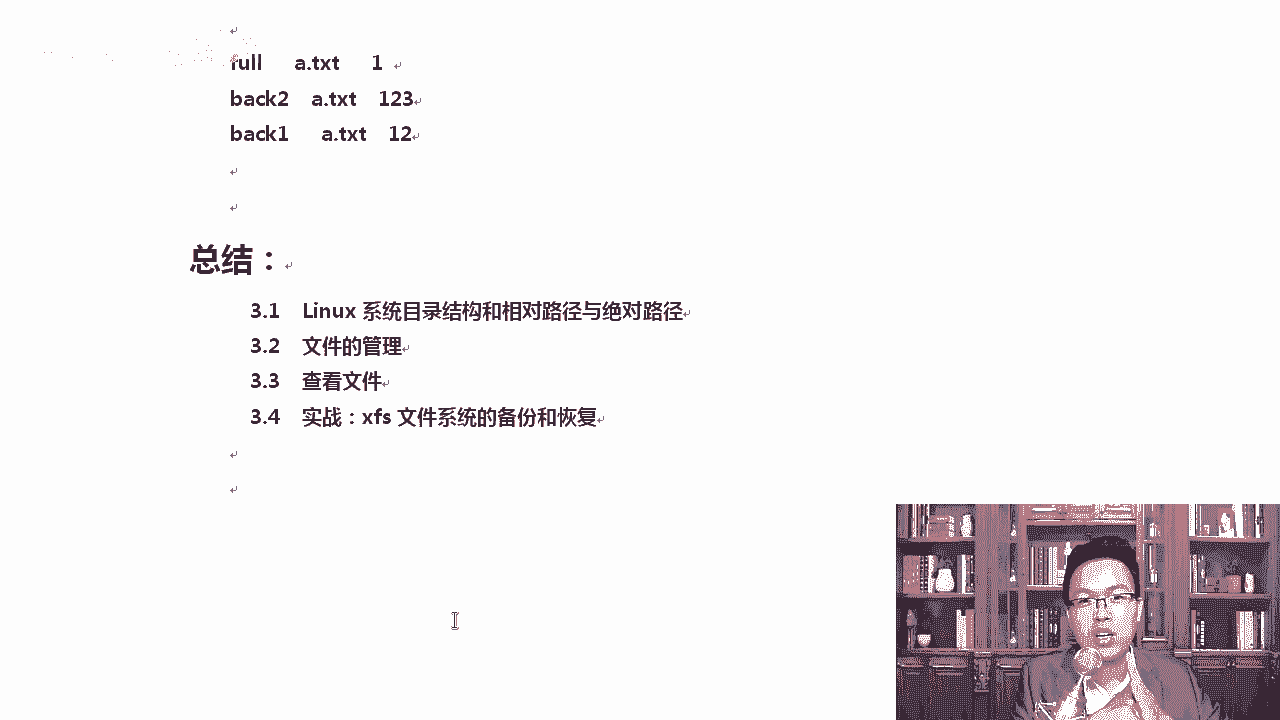 full a.txt 1
back2 a.txt 123
back1 a.txt 12
总结：
3.1 Linux 系统目录结构和相对路径与绝对路径
3.2 文件的管理
3.3 查看文件
3.4 实战：xfs 文件系统的备份和恢复